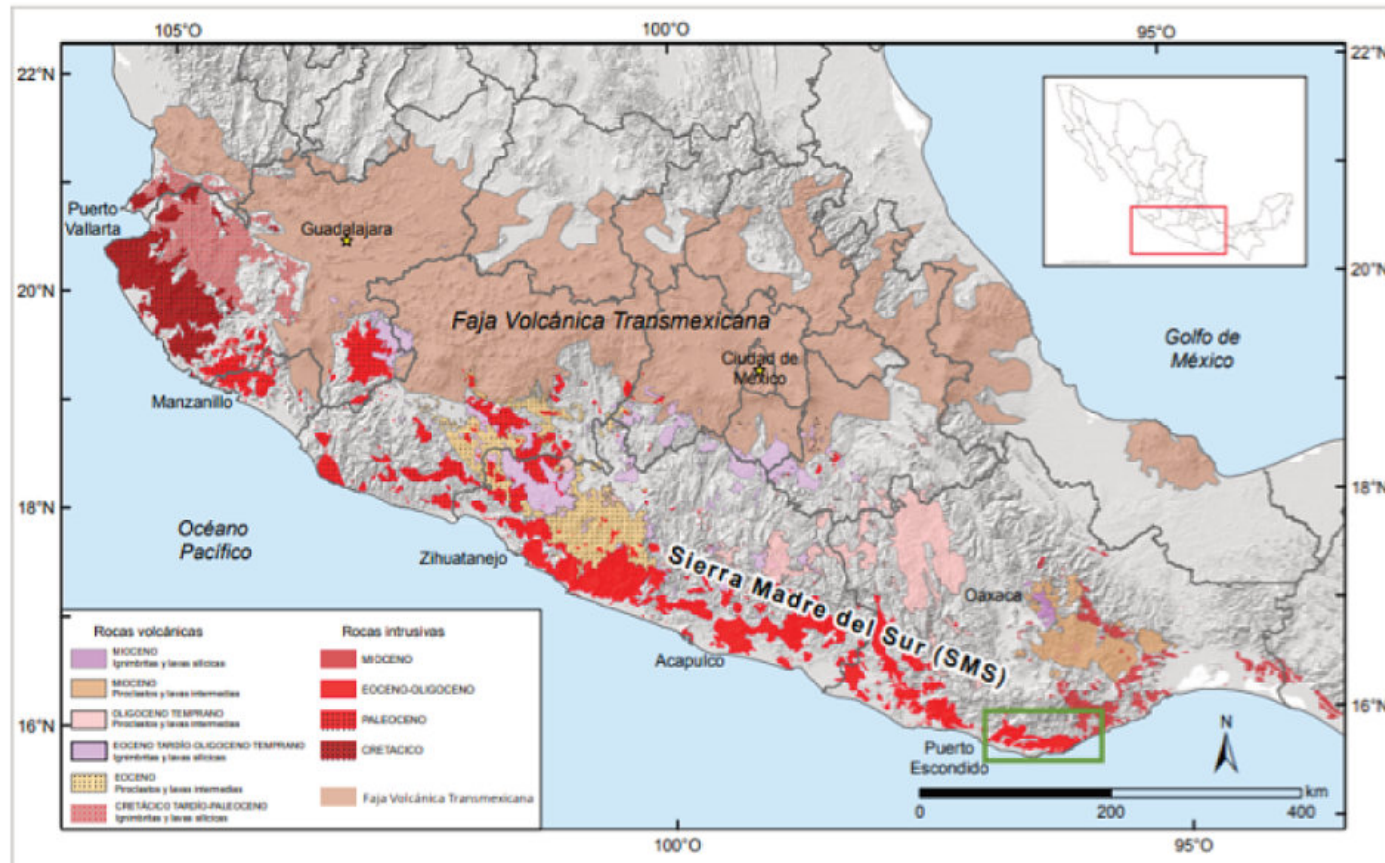 105°O
100°O
95°O
22°N
22°N
Puerto
Vallarta
Guadalajara
20°N
20°N
Faja Volcánica Transmexicana
Ciudad de
México
Golfo de
México
Manzanillo
18°N
18°N
Océano
Pacífico
Zihuatanejo
Sierra Madre del Sur (SMS)
Oaxaca
Acapulco
16°N
16°N
Puerto
Escondido
N
km
0
200
400
Rocas volcánicas
MIOCENO
Ignimbritas y lavas silícicas
MIOCENO
Piroclastos y lavas intermedias
OLIGOCENO TEMPRANO
Piroclastos y lavas intermedias
EOCENO TARDÍO-OLIGOCENO TEMPRANO
Ignimbritas y lavas silícicas
EOCENO
Piroclastos y lavas intermedias
CRETÁCICO TARDÍO-PALEOCENO
Ignimbritas y lavas silícicas
Rocas intrusivas
MIOCENO
EOCENO-OLIGOCENO
PALEOCENO
CRETACICO
Faja Volcánica Transmexicana
100°O
95°O